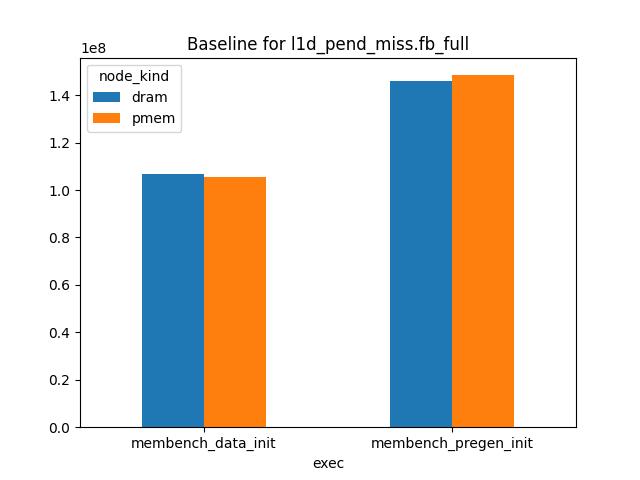 Baseline for l1d_pend_miss.fb_full
1e8
node_kind
dram
pmem
1.4
1.2
1.0
0.8
0.6
0.4
0.2
0.0
membench_data_init
membench_pregen_init
exec